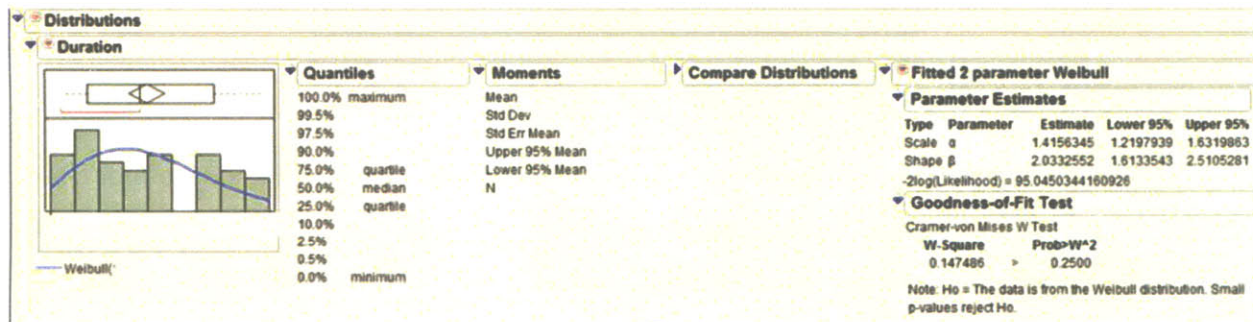 Distributions
Duration
Quantiles
100.0% maximum
99.5%
97.5%
90.0%
75.0% quartile
50.0% median
25.0% quartile
10.0%
2.5%
0.5%
0.0% minimum
Weibull(
Moments
Mean
Std Dev
Std Err Mean
Upper 95% Mean
Lower 95% Mean
N
Compare Distributions
Fitted 2 parameter Weibull
Parameter Estimates
Type Parameter Estimate Lower 95% Upper 95%
Scale α 1.4156345 1.2197939 1.6319863
Shape β 2.0332552 1.6133543 2.5105281
-2log(Likelihood) = 95.0450344160926
Goodness-of-Fit Test
Cramer-von Mises W Test
W-Square Prob>W^2
0.147486 > 0.2500
Note: Ho = The data is from the Weibull distribution. Small
p-values reject Ho.